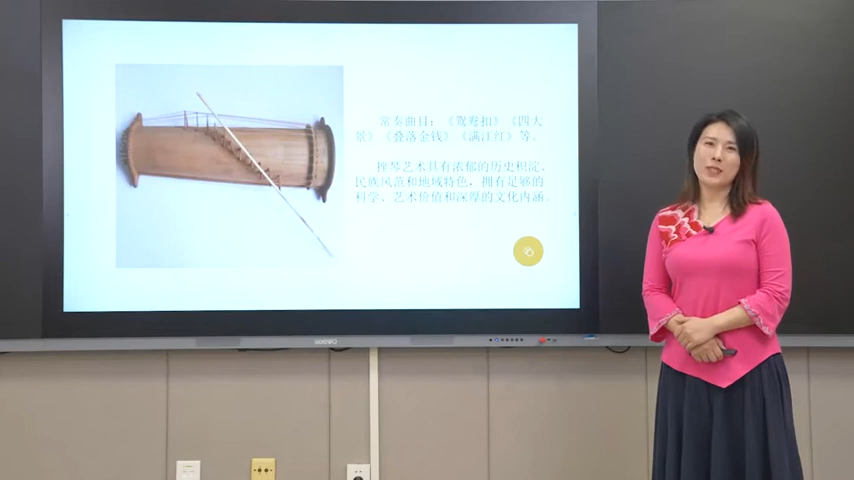 常奏曲目：《鸳鸯扣》《四大
景》《叠落金钱》《满江红》等。
挫琴艺术具有浓郁的历史积淀、
民族风范和地域特色，拥有足够的
科学、艺术价值和深厚的文化内涵。